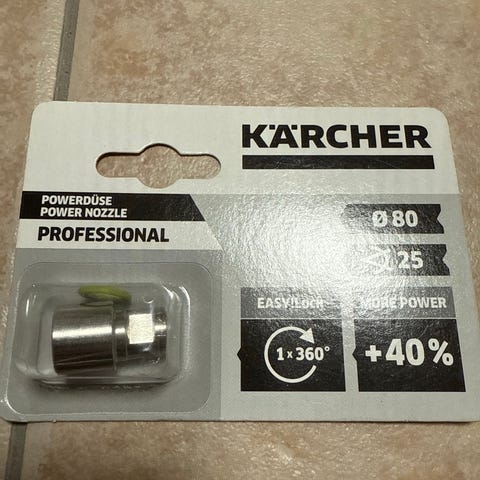 KÄRCHER
POWERDÜSE
POWER NOZZLE
PROFESSIONAL
Ø 80
25
EASY!Lock
MORE POWER
1 x 360°
+40%